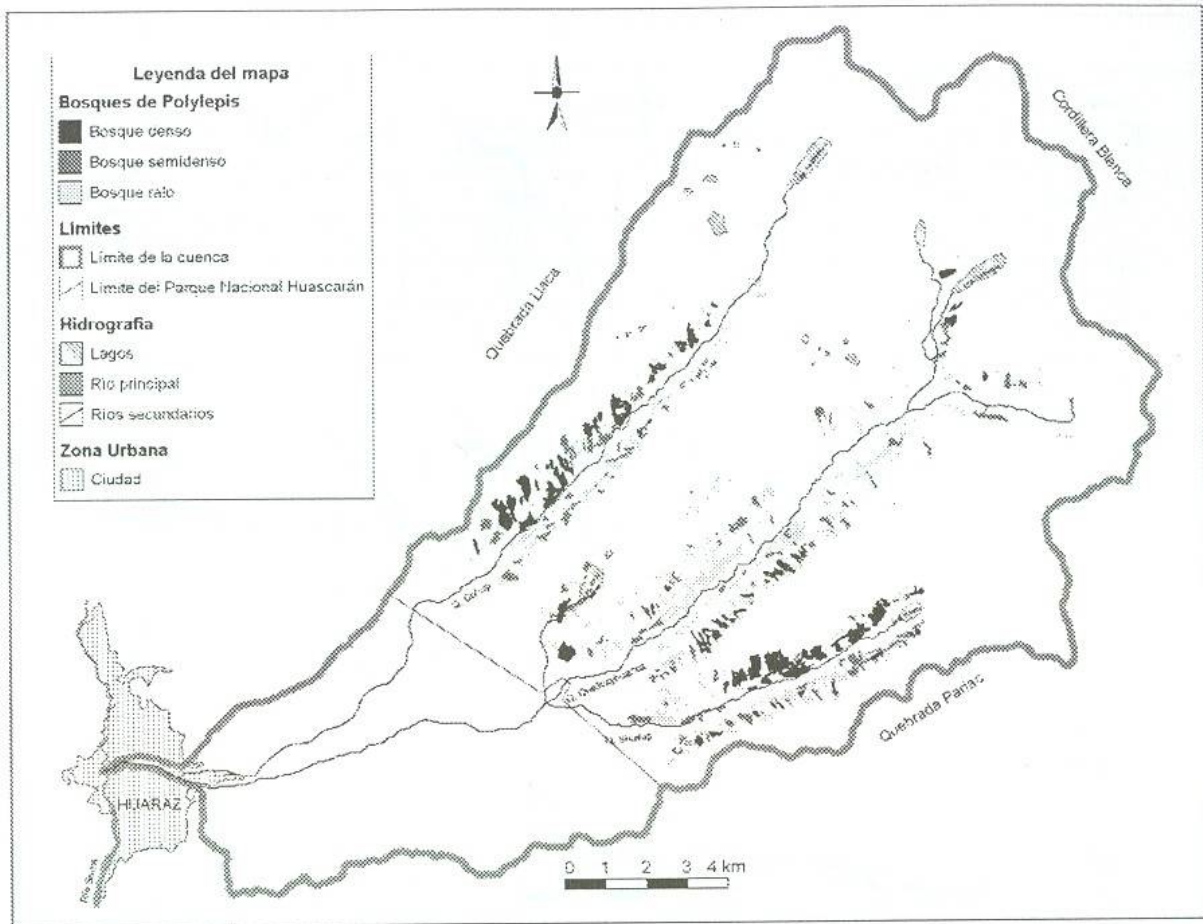 Leyenda del mapa
Bosques de Polylepis
Bosque denso
Bosque semidenso
Bosque ralo
Límites
Límite de la cuenca
Límite del Parque Nacional Huascarán
Hidrografía
Lagos
Río principal
Ríos secundarios
Zona Urbana
Ciudad
Cordillera Blanca
Quebrada Llaca
Quebrada Pariac
HUARAZ
0 1 2 3 4 km